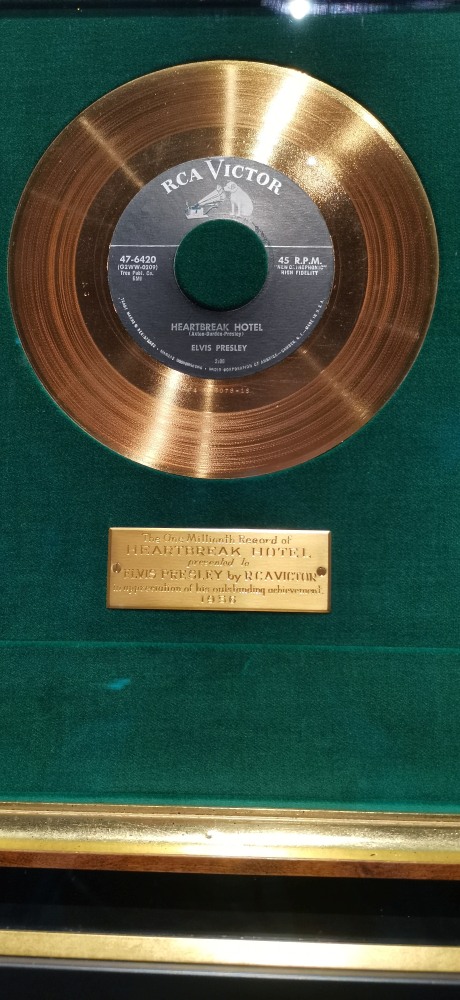 RCA VICTOR
47-6420
(G2WW-0209)
Tree Publ. Co.
BMI
45 R.P.M.
"NEW ORTHOPHONIC"
HIGH FIDELITY
HEARTBREAK HOTEL
(Axton-Durden-Presley)
ELVIS PRESLEY
The One Millionth Record of
HEARTBREAK HOTEL
presented to
ELVIS PRESLEY by RCA VICTOR
in appreciation of his outstanding achievement
1956